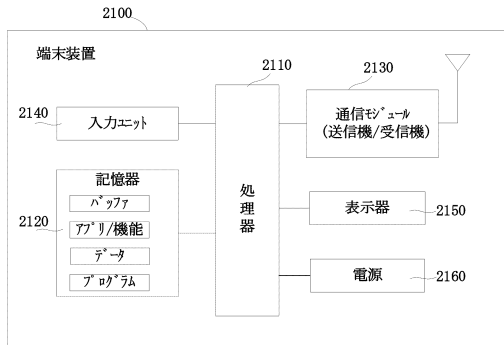 2100
端末装置
2110
2130
2140
入力ユニット
通信ﾓｼﾞｭｰﾙ
(送信機/受信機)
記憶器
ﾊﾞｯﾌｧ
2120
ｱﾌﾟﾘ/機能
ﾃﾞｰﾀ
ﾌﾟﾛｸﾞﾗﾑ
処理器
表示器
2150
電源
2160